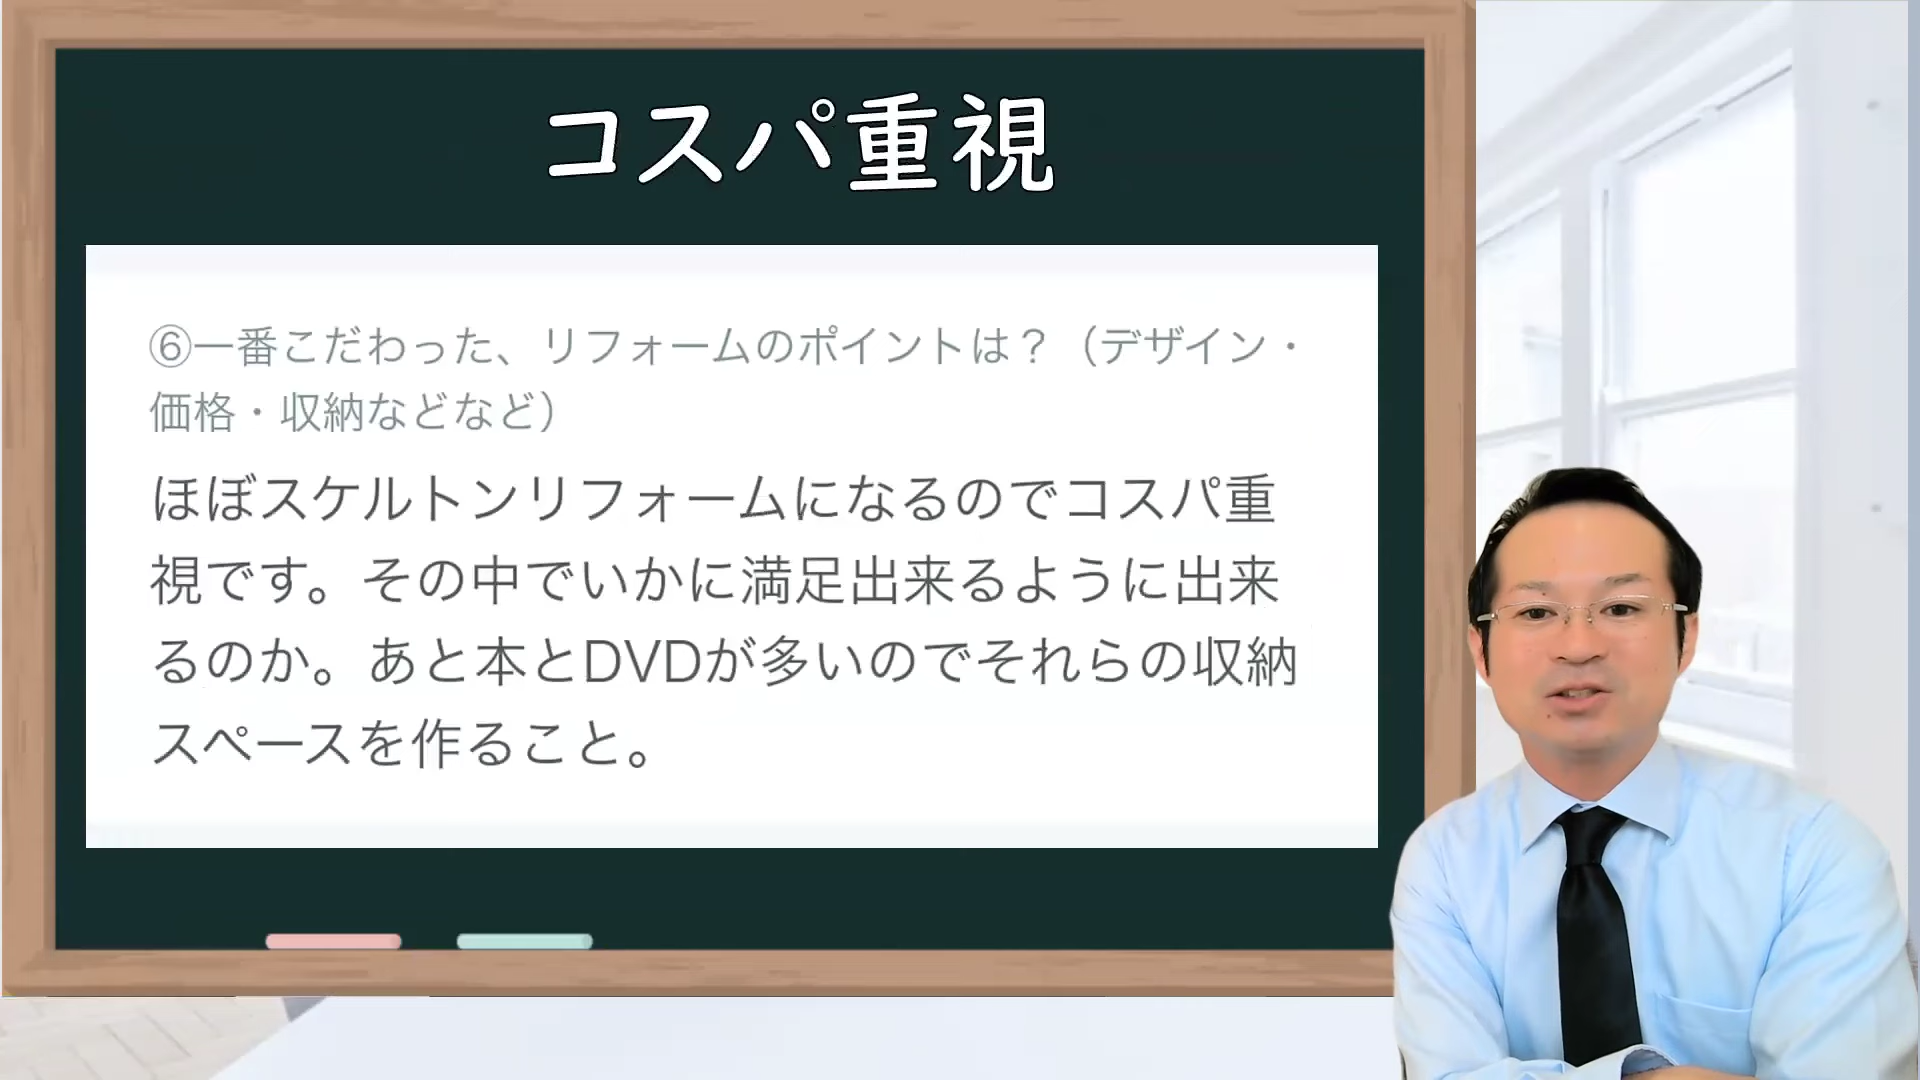 コスパ重視
⑥一番こだわった、リフォームのポイントは？（デザイン・
価格・収納などなど）
ほぼスケルトンリフォームになるのでコスパ重
視です。その中でいかに満足出来るように出来
るのか。あと本とDVDが多いのでそれらの収納
スペースを作ること。